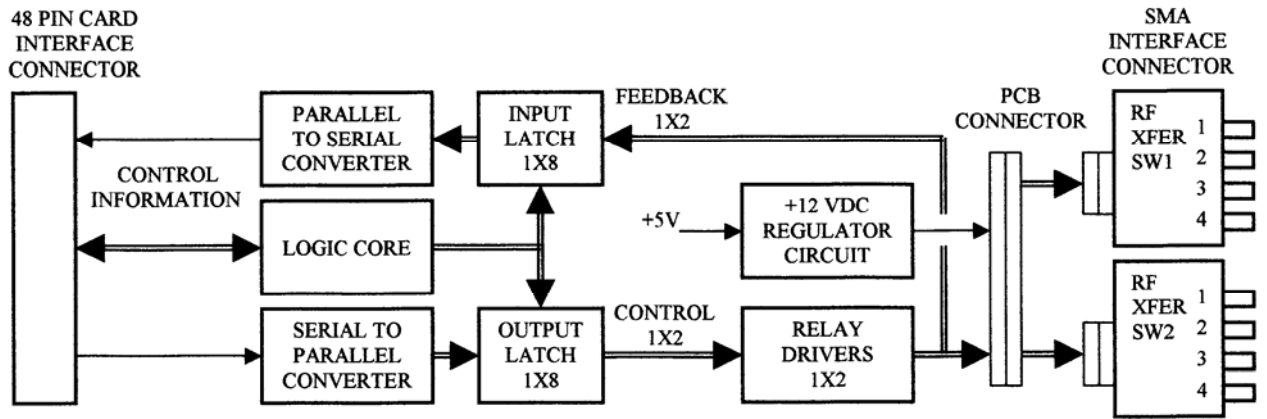 48 PIN CARD
INTERFACE
CONNECTOR
PARALLEL
TO SERIAL
CONVERTER
INPUT
LATCH
1X8
FEEDBACK
1X2
PCB
CONNECTOR
SMA
INTERFACE
CONNECTOR
RF
XFER
SW1
1
2
3
4
CONTROL
INFORMATION
LOGIC CORE
+5V
+12 VDC
REGULATOR
CIRCUIT
SERIAL TO
PARALLEL
CONVERTER
OUTPUT
LATCH
1X8
CONTROL
1X2
RELAY
DRIVERS
1X2
RF
XFER
SW2
1
2
3
4